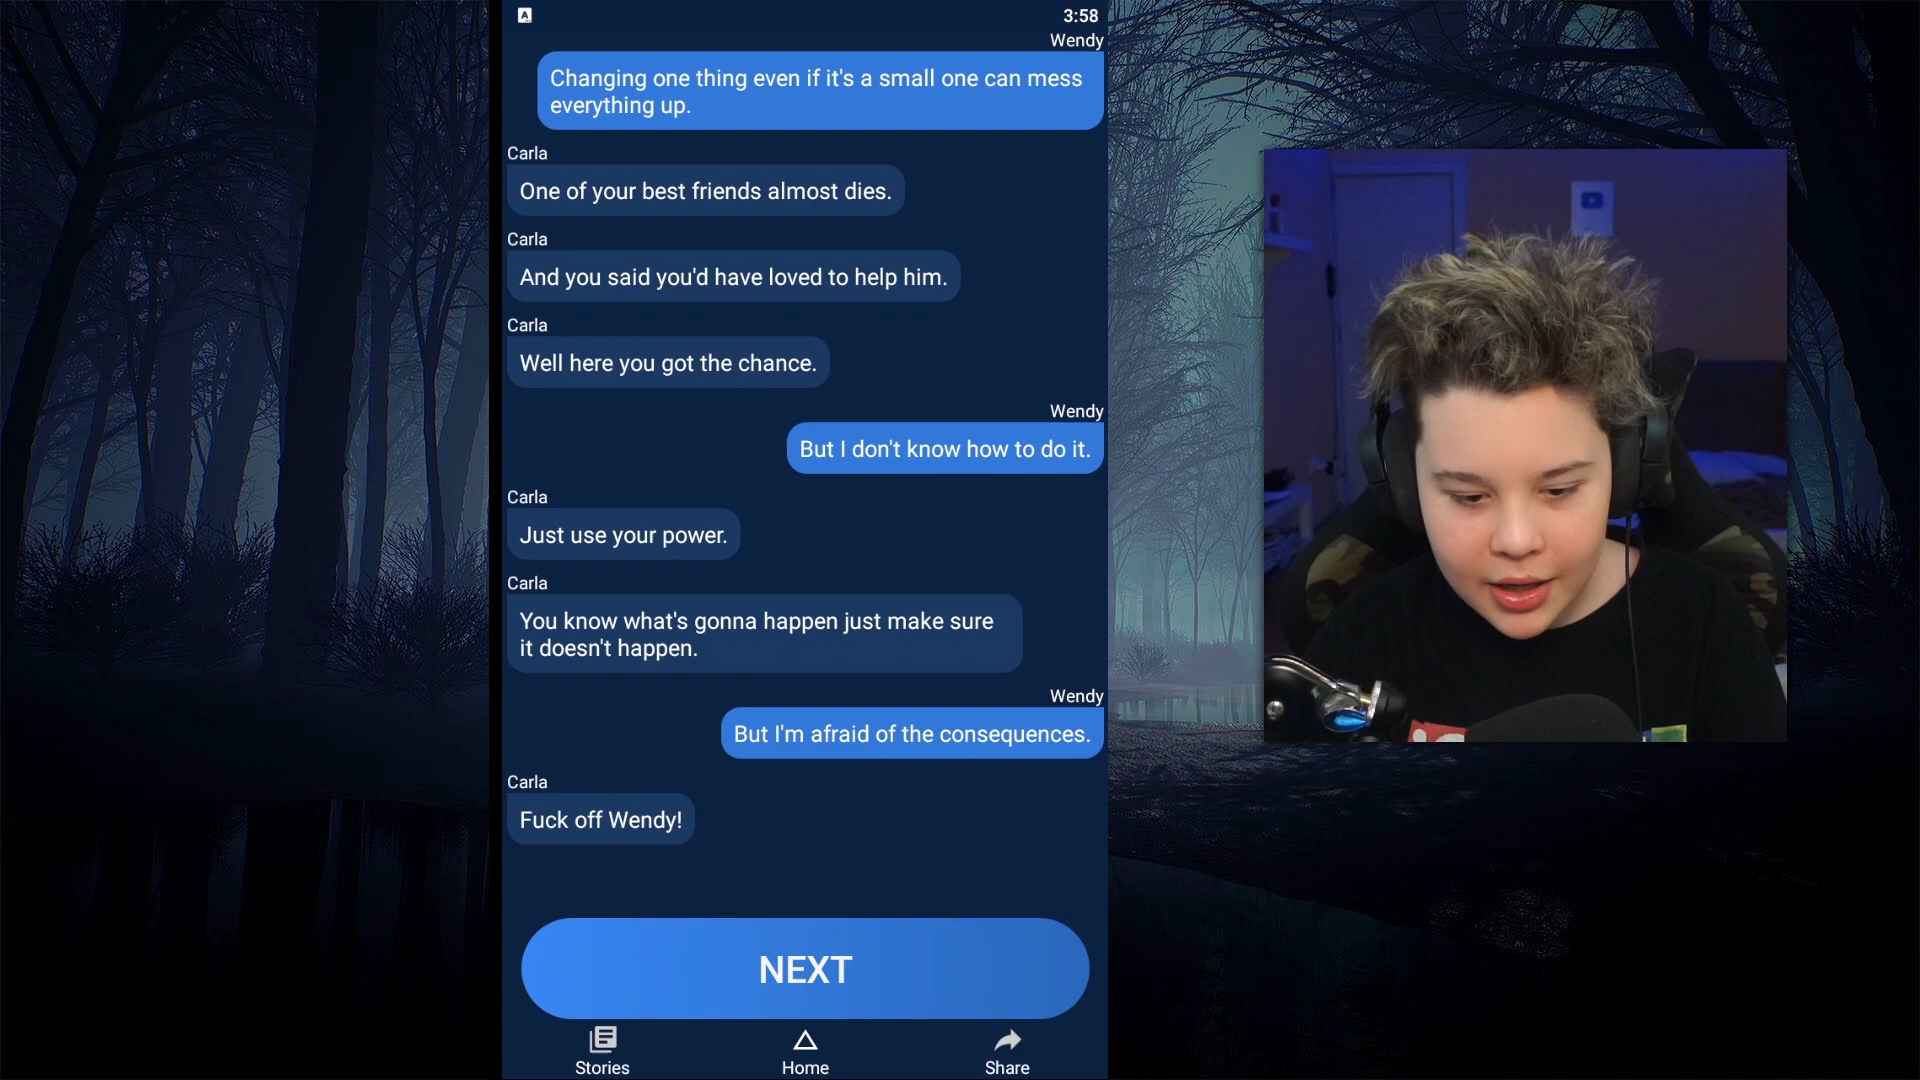 3:58
Wendy
Changing one thing even if it's a small one can mess
everything up.
Carla
One of your best friends almost dies.
Carla
And you said you'd have loved to help him.
Carla
Well here you got the chance.
Wendy
But I don't know how to do it.
Carla
Just use your power.
Carla
You know what's gonna happen just make sure
it doesn't happen.
Wendy
But I'm afraid of the consequences.
Carla
Fuck off Wendy!
NEXT
Stories
Home
Share